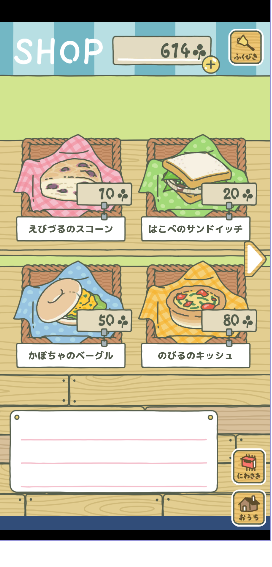 SHOP
614
ふくびき
70
20
えびづるのスコーン
はこべのサンドイッチ
50
80
かぼちゃのベーグル
のびるのキッシュ
にわさき
おうち